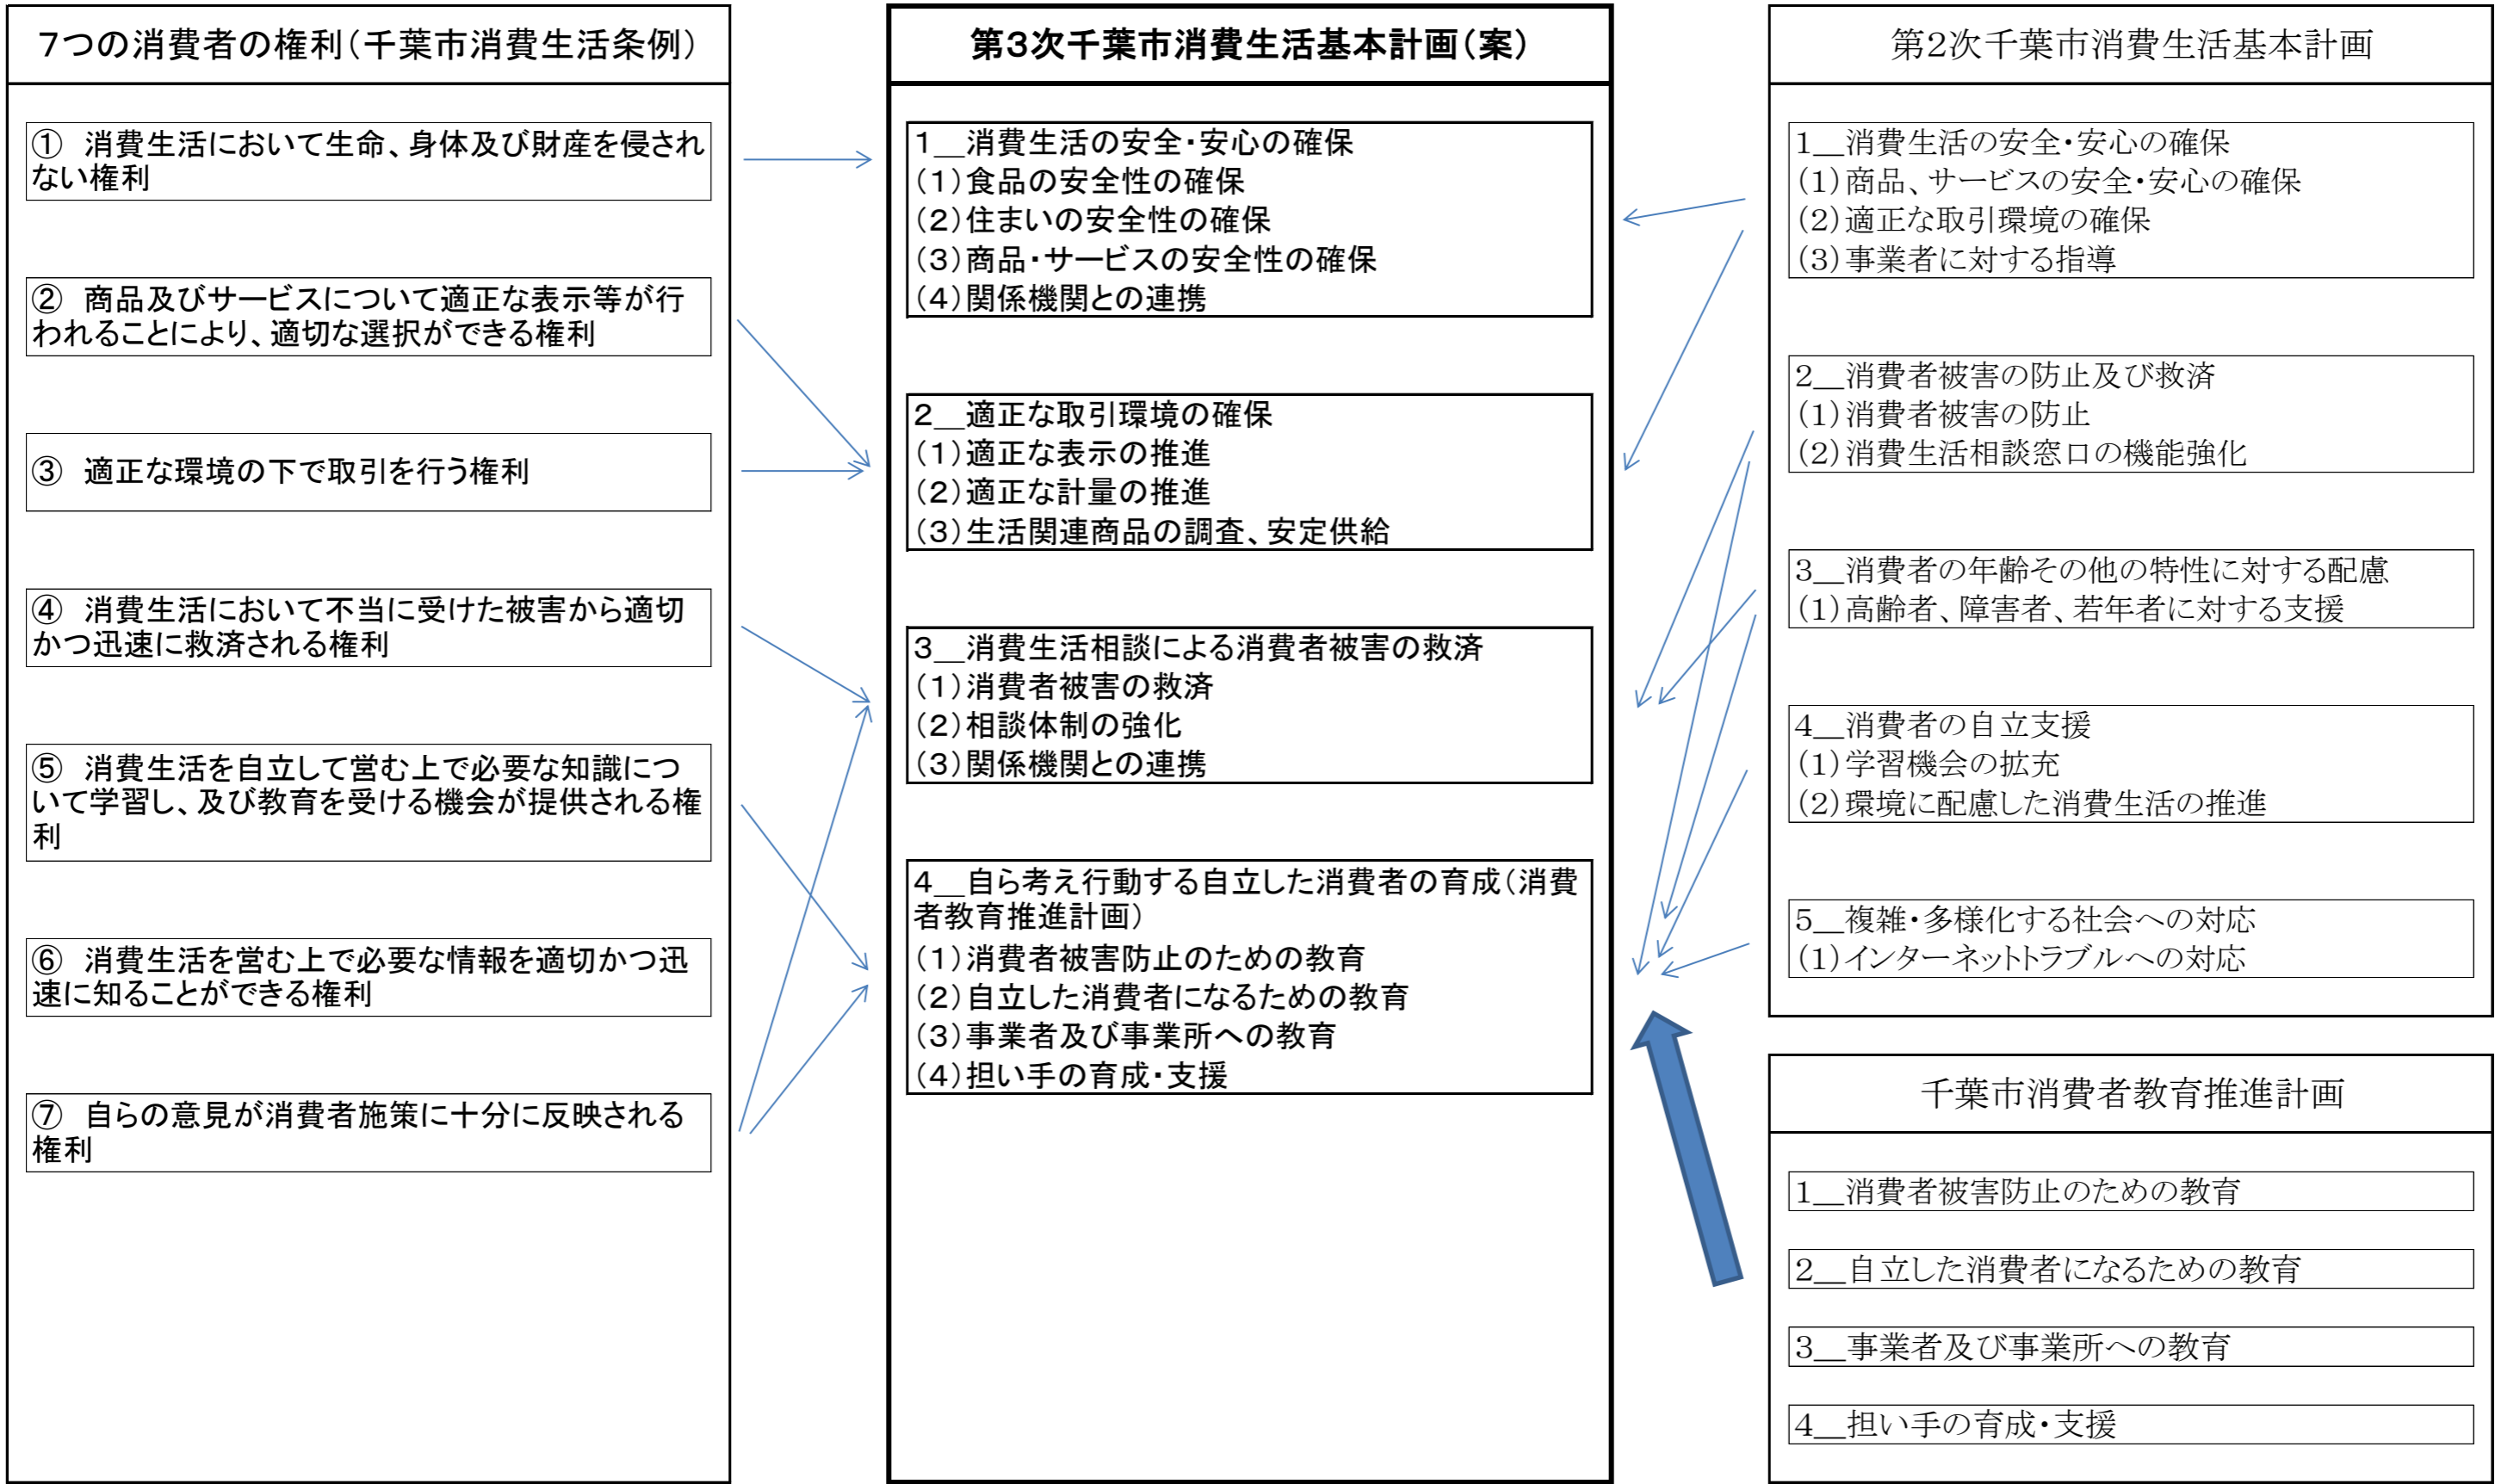 7つの消費者の権利(千葉市消費生活条例)
① 消費生活において生命、身体及び財産を侵され
ない権利
② 商品及びサービスについて適正な表示等が行
われることにより、適切な選択ができる権利
③ 適正な環境の下で取引を行う権利
④ 消費生活において不当に受けた被害から適切
かつ迅速に救済される権利
⑤ 消費生活を自立して営む上で必要な知識につ
いて学習し、及び教育を受ける機会が提供される権
利
⑥ 消費生活を営む上で必要な情報を適切かつ迅
速に知ることができる権利
⑦ 自らの意見が消費者施策に十分に反映される
権利
第3次千葉市消費生活基本計画(案)
1__消費生活の安全・安心の確保
(1)食品の安全性の確保
(2)住まいの安全性の確保
(3)商品・サービスの安全性の確保
(4)関係機関との連携
2__適正な取引環境の確保
(1)適正な表示の推進
(2)適正な計量の推進
(3)生活関連商品の調査、安定供給
3__消費生活相談による消費者被害の救済
(1)消費者被害の救済
(2)相談体制の強化
(3)関係機関との連携
4__自ら考え行動する自立した消費者の育成(消費
者教育推進計画)
(1)消費者被害防止のための教育
(2)自立した消費者になるための教育
(3)事業者及び事業所への教育
(4)担い手の育成・支援
第2次千葉市消費生活基本計画
1__消費生活の安全・安心の確保
(1)商品、サービスの安全・安心の確保
(2)適正な取引環境の確保
(3)事業者に対する指導
2__消費者被害の防止及び救済
(1)消費者被害の防止
(2)消費生活相談窓口の機能強化
3__消費者の年齢その他の特性に対する配慮
(1)高齢者、障害者、若年者に対する支援
4__消費者の自立支援
(1)学習機会の拡充
(2)環境に配慮した消費生活の推進
5__複雑・多様化する社会への対応
(1)インターネットトラブルへの対応
千葉市消費者教育推進計画
1__消費者被害防止のための教育
2__自立した消費者になるための教育
3__事業者及び事業所への教育
4__担い手の育成・支援